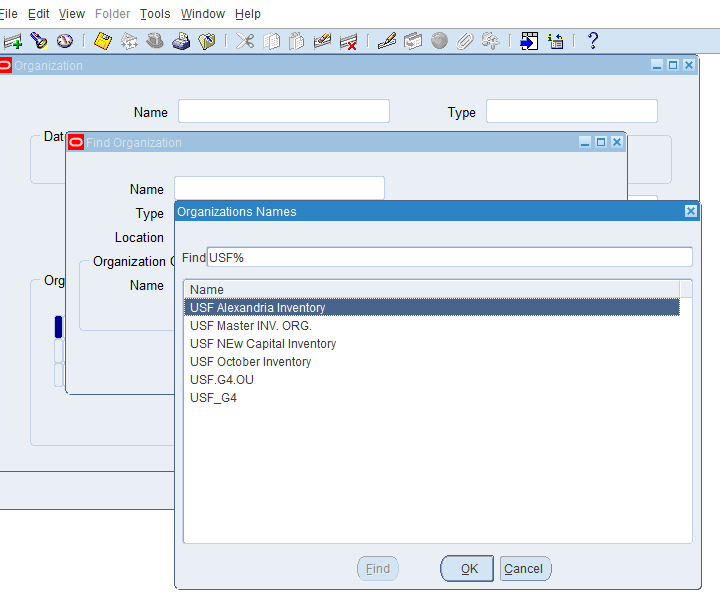 File Edit View Folder Tools Window Help
Organization
Name Type
Dat
Find Organization
Name
Type
Location
Organization
Name
Org
Organizations Names
Find USF%
Name
USF Alexandria Inventory
USF Master INV. ORG.
USF NEw Capital Inventory
USF October Inventory
USF.G4.OU
USF_G4
Find OK Cancel